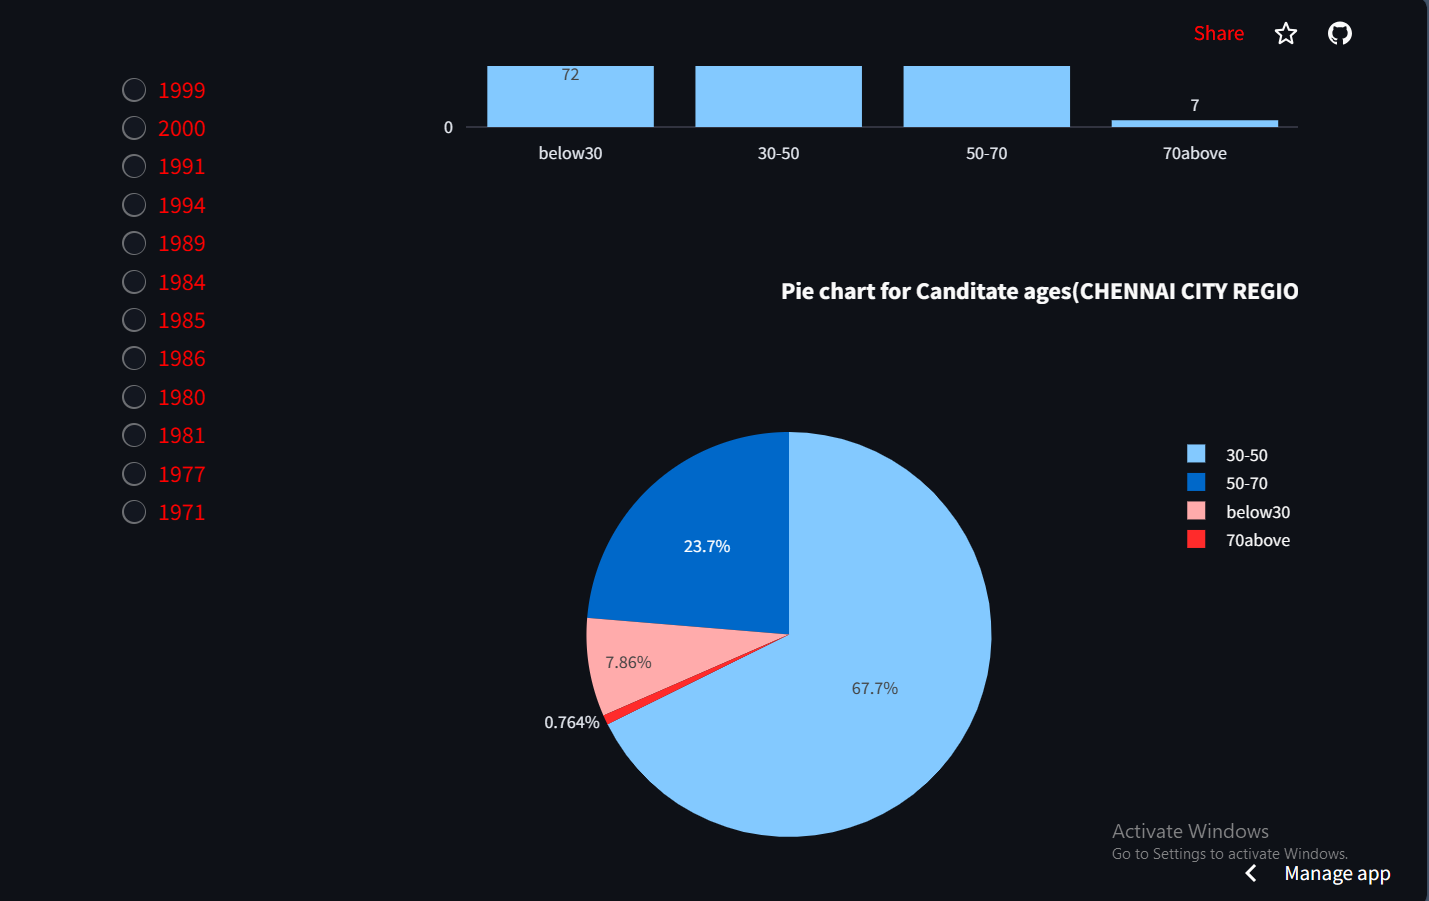 Share
1999
2000
1991
1994
1989
1984
1985
1986
1980
1981
1977
1971
72
7
0
below30 30-50 50-70 70above
Pie chart for Canditate ages(CHENNAI CITY REGIO
30-50
50-70
below30
70above
23.7%
7.86%
67.7%
0.764%
Activate Windows
Go to Settings to activate Windows.
Manage app